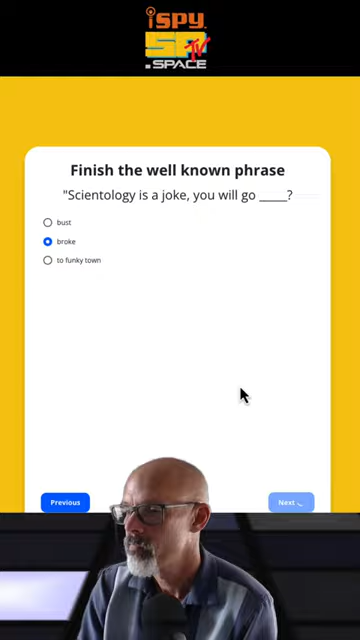 iSPY.
SP TV
.SPACE
Finish the well known phrase
"Scientology is a joke, you will go _____?
bust
broke
to funky town
Previous
Next